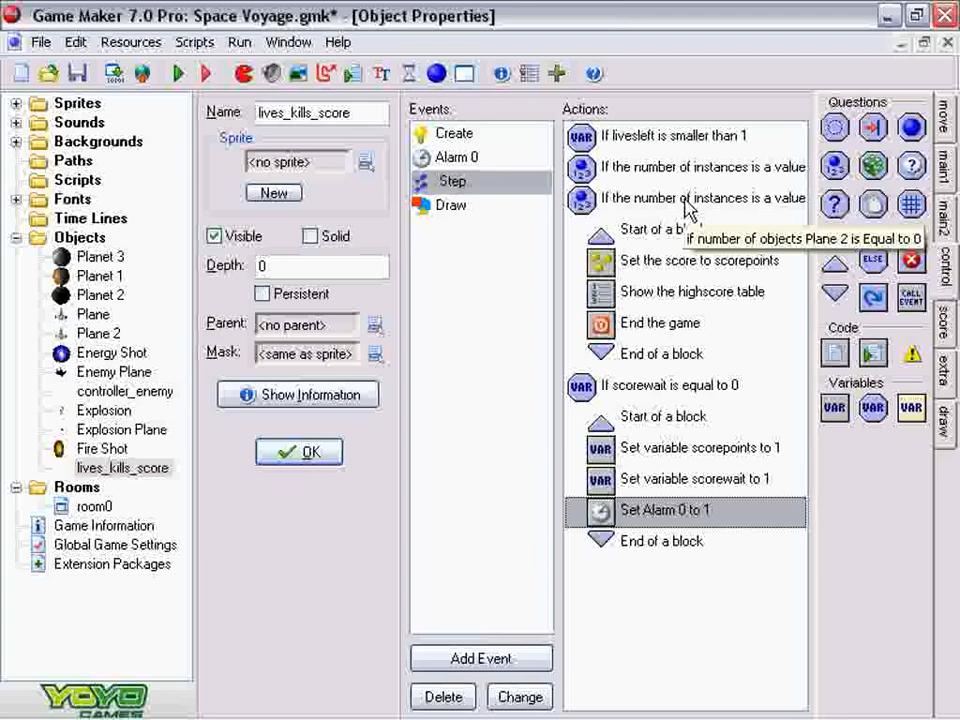 Game Maker 7.0 Pro: Space Voyage.gmk* - [Object Properties]
File Edit Resources Scripts Run Window Help
Sprites
Sounds
Backgrounds
Paths
Scripts
Fonts
Time Lines
Objects
Planet 3
Planet 1
Planet 2
Plane
Plane 2
Energy Shot
Enemy Plane
controller_enemy
Explosion
Explosion Plane
Fire Shot
lives_kills_score
Rooms
room0
Game Information
Global Game Settings
Extension Packages
YOYO
GAMES
Name: lives_kills_score
Sprite
<no sprite>
New
Visible Solid
Depth: 0
Persistent
Parent: <no parent>
Mask: <same as sprite>
Show Information
OK
Events:
Create
Alarm 0
Step
Draw
Add Event
Delete Change
Actions:
VAR If livesleft is smaller than 1
If the number of instances is a value
If the number of instances is a value
Start of a bl
if number of objects Plane 2 is Equal to 0
Set the score to scorepoints
Show the highscore table
End the game
End of a block
VAR If scorewait is equal to 0
Start of a block
VAR Set variable scorepoints to 1
VAR Set variable scorewait to 1
Set Alarm 0 to 1
End of a block
Questions
ELSE
CALL EVENT
Code
Variables
VAR VAR VAR
move
main1
main2
control
score
extra
draw